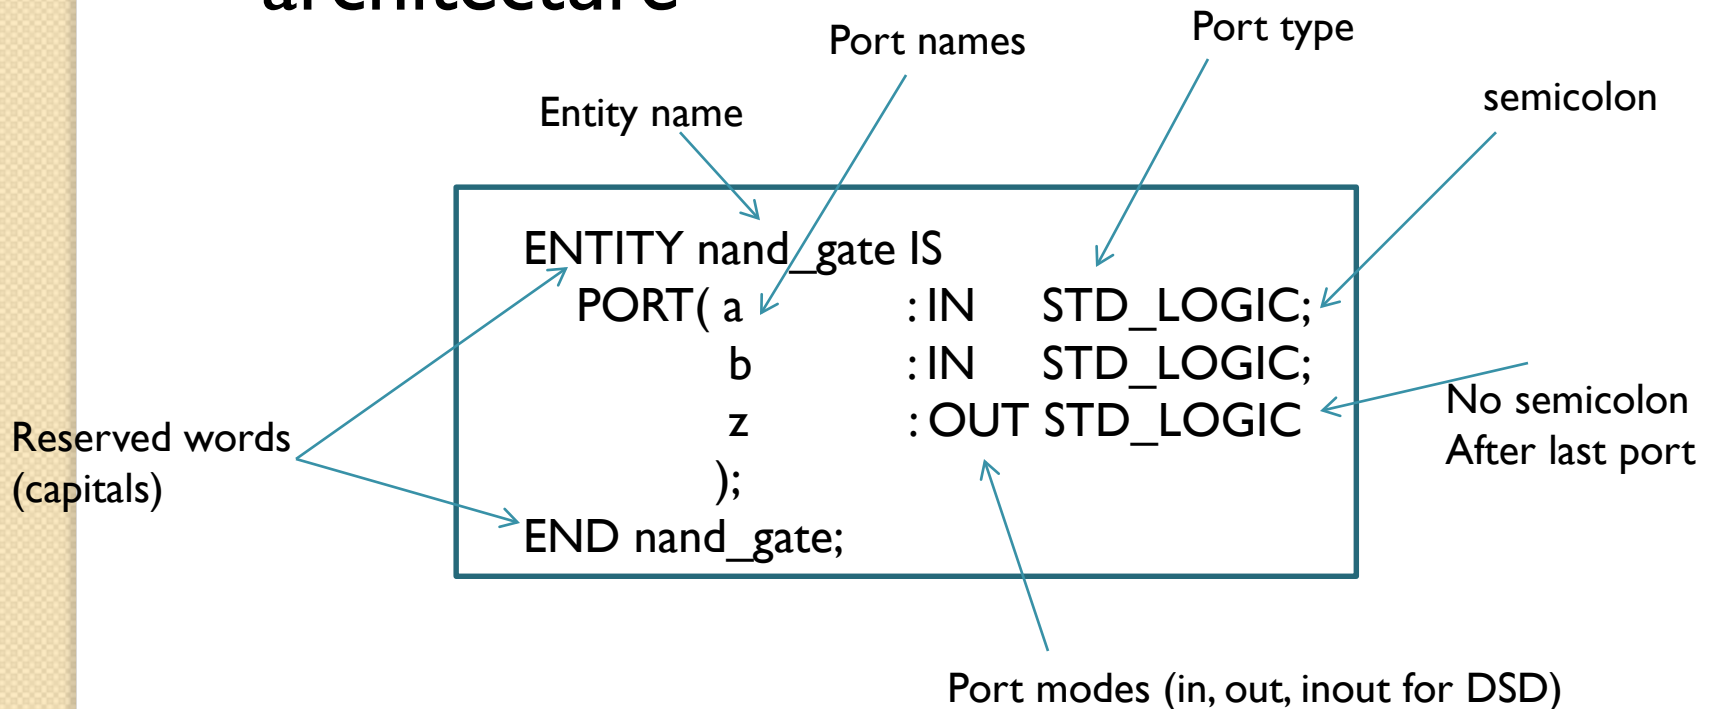 architecture
Port names
Port type
Entity name
semicolon
ENTITY nand_gate IS
PORT( a : IN STD_LOGIC;
b : IN STD_LOGIC;
z : OUT STD_LOGIC
);
END nand_gate;
No semicolon
After last port
Reserved words
(capitals)
Port modes (in, out, inout for DSD)